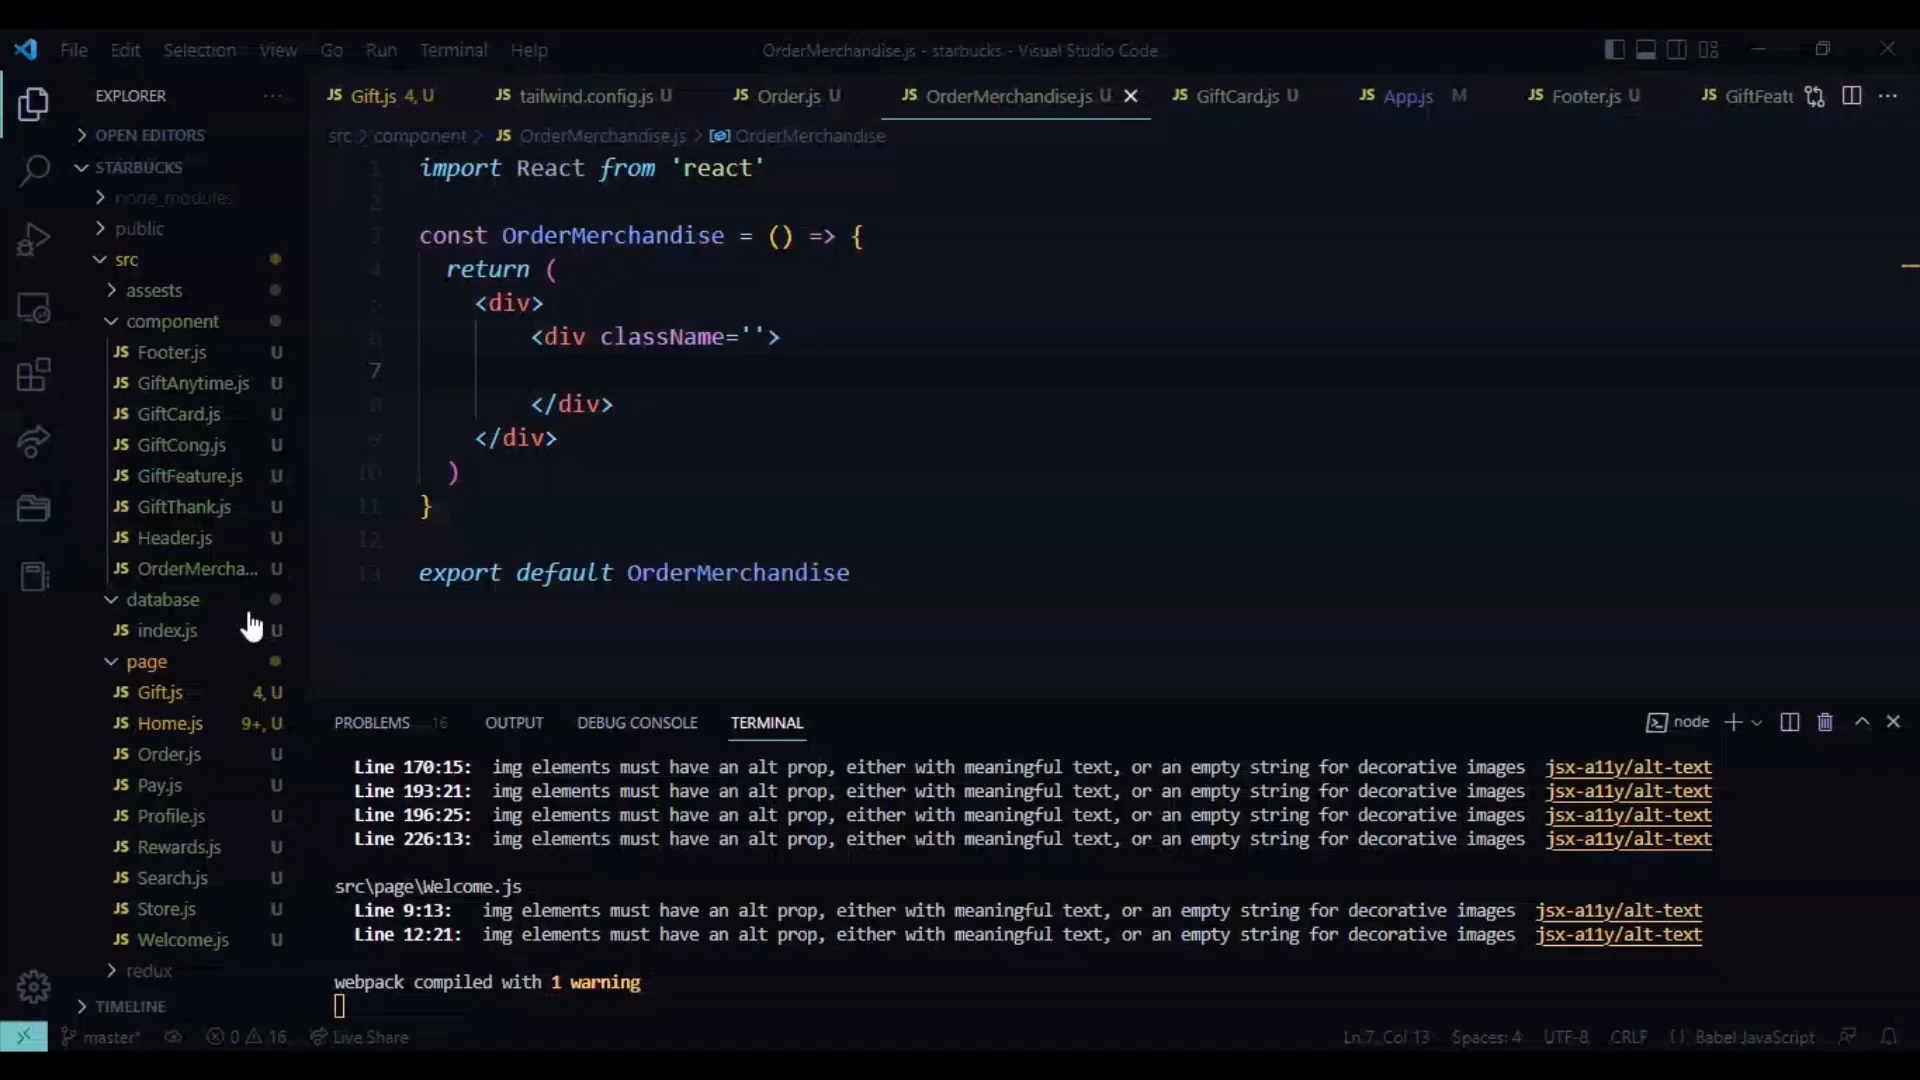 File Edit Selection View Go Run Terminal Help
OrderMerchandise.js - starbucks - Visual Studio Code
EXPLORER ...
OPEN EDITORS
STARBUCKS
node_modules
public
src
assests
component
JS Footer.js U
JS GiftAnytime.js U
JS GiftCard.js U
JS GiftCong.js U
JS GiftFeature.js U
JS GiftThank.js U
JS Header.js U
JS OrderMercha... U
database
JS index.js U
page
JS Gift.js 4, U
JS Home.js 9+, U
JS Order.js U
JS Pay.js U
JS Profile.js U
JS Rewards.js U
JS Search.js U
JS Store.js U
JS Welcome.js U
redux
TIMELINE
JS Gift.js 4, U JS tailwind.config.js U JS Order.js U JS OrderMerchandise.js U JS GiftCard.js U JS App.js M JS Footer.js U JS GiftFeat
src > component > JS OrderMerchandise.js > OrderMerchandise
1 import React from 'react'
2
3 const OrderMerchandise = () => {
4 return (
5 <div>
6 <div className=''>
7
8 </div>
9 </div>
10 )
11 }
12
13 export default OrderMerchandise
PROBLEMS 16 OUTPUT DEBUG CONSOLE TERMINAL node
Line 170:15: img elements must have an alt prop, either with meaningful text, or an empty string for decorative images jsx-a11y/alt-text
Line 193:21: img elements must have an alt prop, either with meaningful text, or an empty string for decorative images jsx-a11y/alt-text
Line 196:25: img elements must have an alt prop, either with meaningful text, or an empty string for decorative images jsx-a11y/alt-text
Line 226:13: img elements must have an alt prop, either with meaningful text, or an empty string for decorative images jsx-a11y/alt-text
src\page\Welcome.js
Line 9:13: img elements must have an alt prop, either with meaningful text, or an empty string for decorative images jsx-a11y/alt-text
Line 12:21: img elements must have an alt prop, either with meaningful text, or an empty string for decorative images jsx-a11y/alt-text
webpack compiled with 1 warning
master* 0 16 Live Share Ln 7, Col 13 Spaces: 4 UTF-8 CRLF { } Babel JavaScript